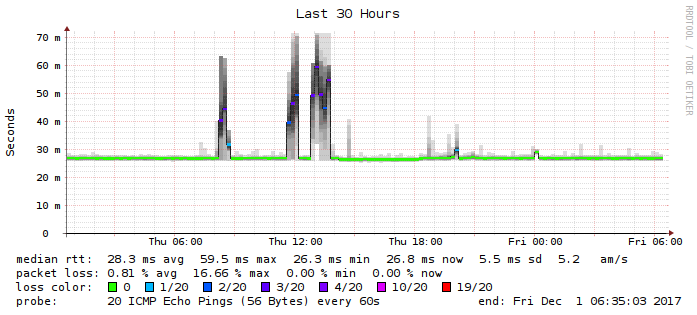 Last 30 Hours
RRDTOOL / TOBI OETIKER
Seconds
70 m
60 m
50 m
40 m
30 m
20 m
10 m
0
Thu 06:00 Thu 12:00 Thu 18:00 Fri 00:00 Fri 06:00
median rtt: 28.3 ms avg 59.5 ms max 26.3 ms min 26.8 ms now 5.5 ms sd 5.2 am/s
packet loss: 0.81 % avg 16.66 % max 0.00 % min 0.00 % now
loss color: 0 1/20 2/20 3/20 4/20 10/20 19/20
probe: 20 ICMP Echo Pings (56 Bytes) every 60s end: Fri Dec 1 06:35:03 2017